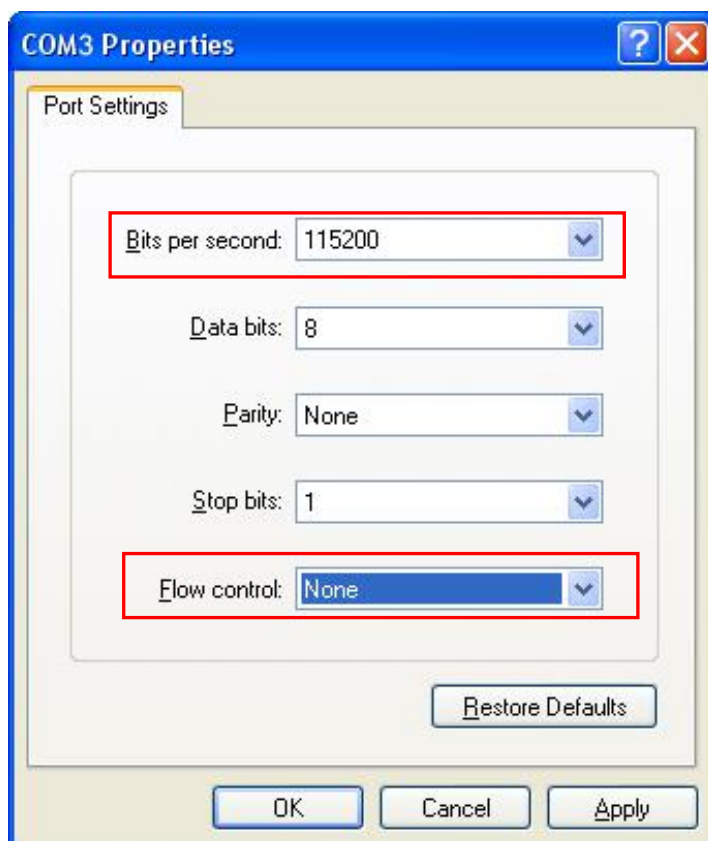 COM3 Properties
Port Settings
Bits per second: 115200
Data bits: 8
Parity: None
Stop bits: 1
Flow control: None
Restore Defaults
OK Cancel Apply